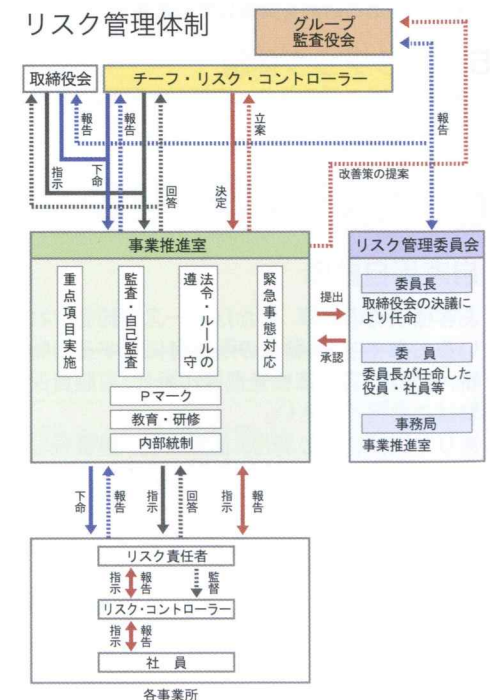 リスク管理体制
グループ
監査役会
取締役会
チーフ・リスク・コントローラー
報告
報告
立案
報告
指示
下命
回答
決定
改善策の提案
事業推進室
重点項目実施
監査・自己監査
法令・ルールの
遵守
緊急事態対応
Pマーク
教育・研修
内部統制
提出
承認
リスク管理委員会
委員長
取締役会の決議に
より任命
委 員
委員長が任命した
役員・社員等
事務局
事業推進室
下命
報告
指示
回答
指示
報告
リスク責任者
指示
報告
監督
リスク・コントローラー
指示
報告
社 員
各事業所